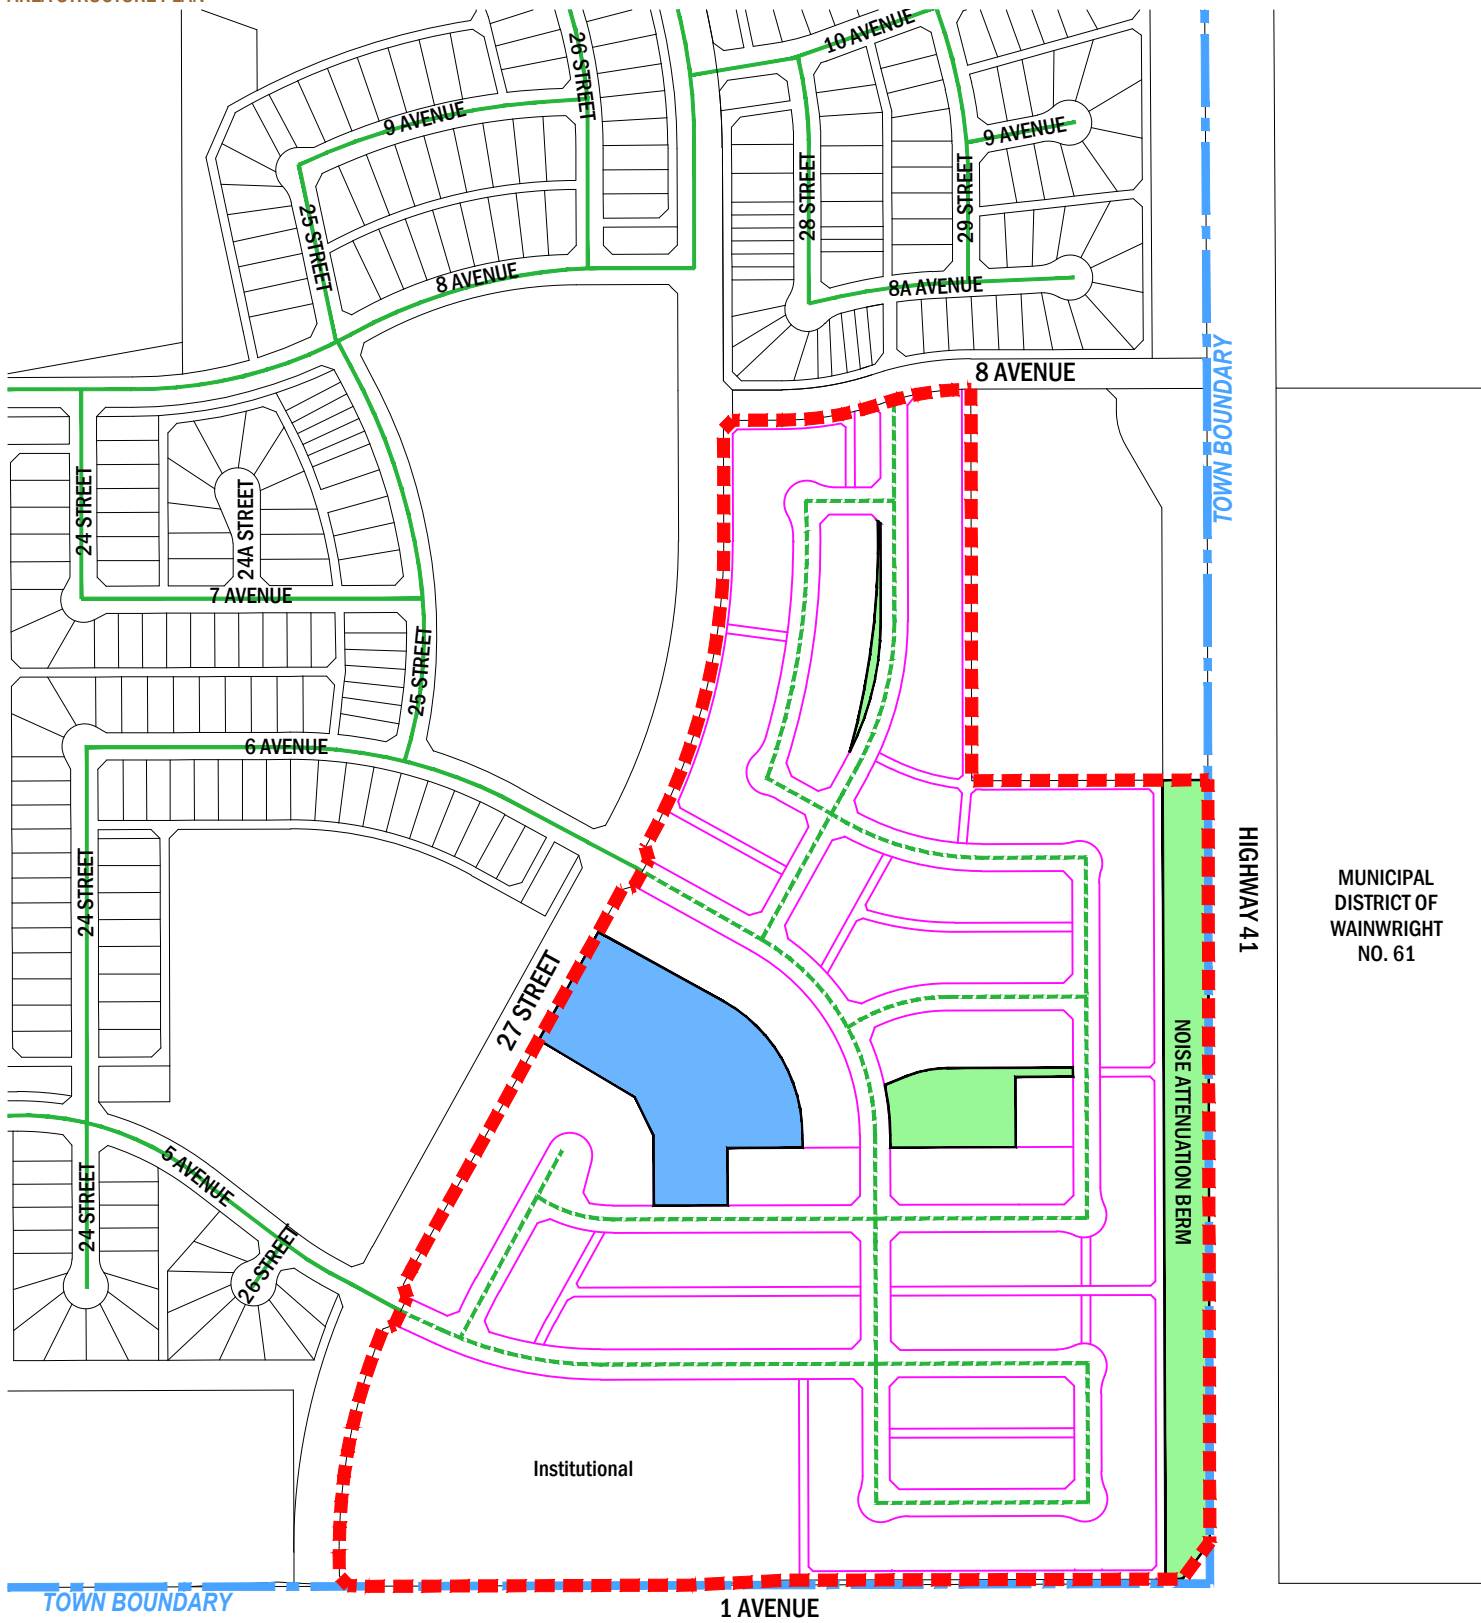 AREA STRUCTURE PLAN
26 STREET
10 AVENUE
9 AVENUE
9 AVENUE
28 STREET
29 STREET
25 STREET
8 AVENUE
8A AVENUE
8 AVENUE
TOWN BOUNDARY
24 STREET
24A STREET
7 AVENUE
25 STREET
6 AVENUE
24 STREET
HIGHWAY 41
MUNICIPAL
DISTRICT OF
WAINWRIGHT
NO. 61
27 STREET
NOISE ATTENUATION BERM
5 AVENUE
24 STREET
26 STREET
Institutional
TOWN BOUNDARY
1 AVENUE